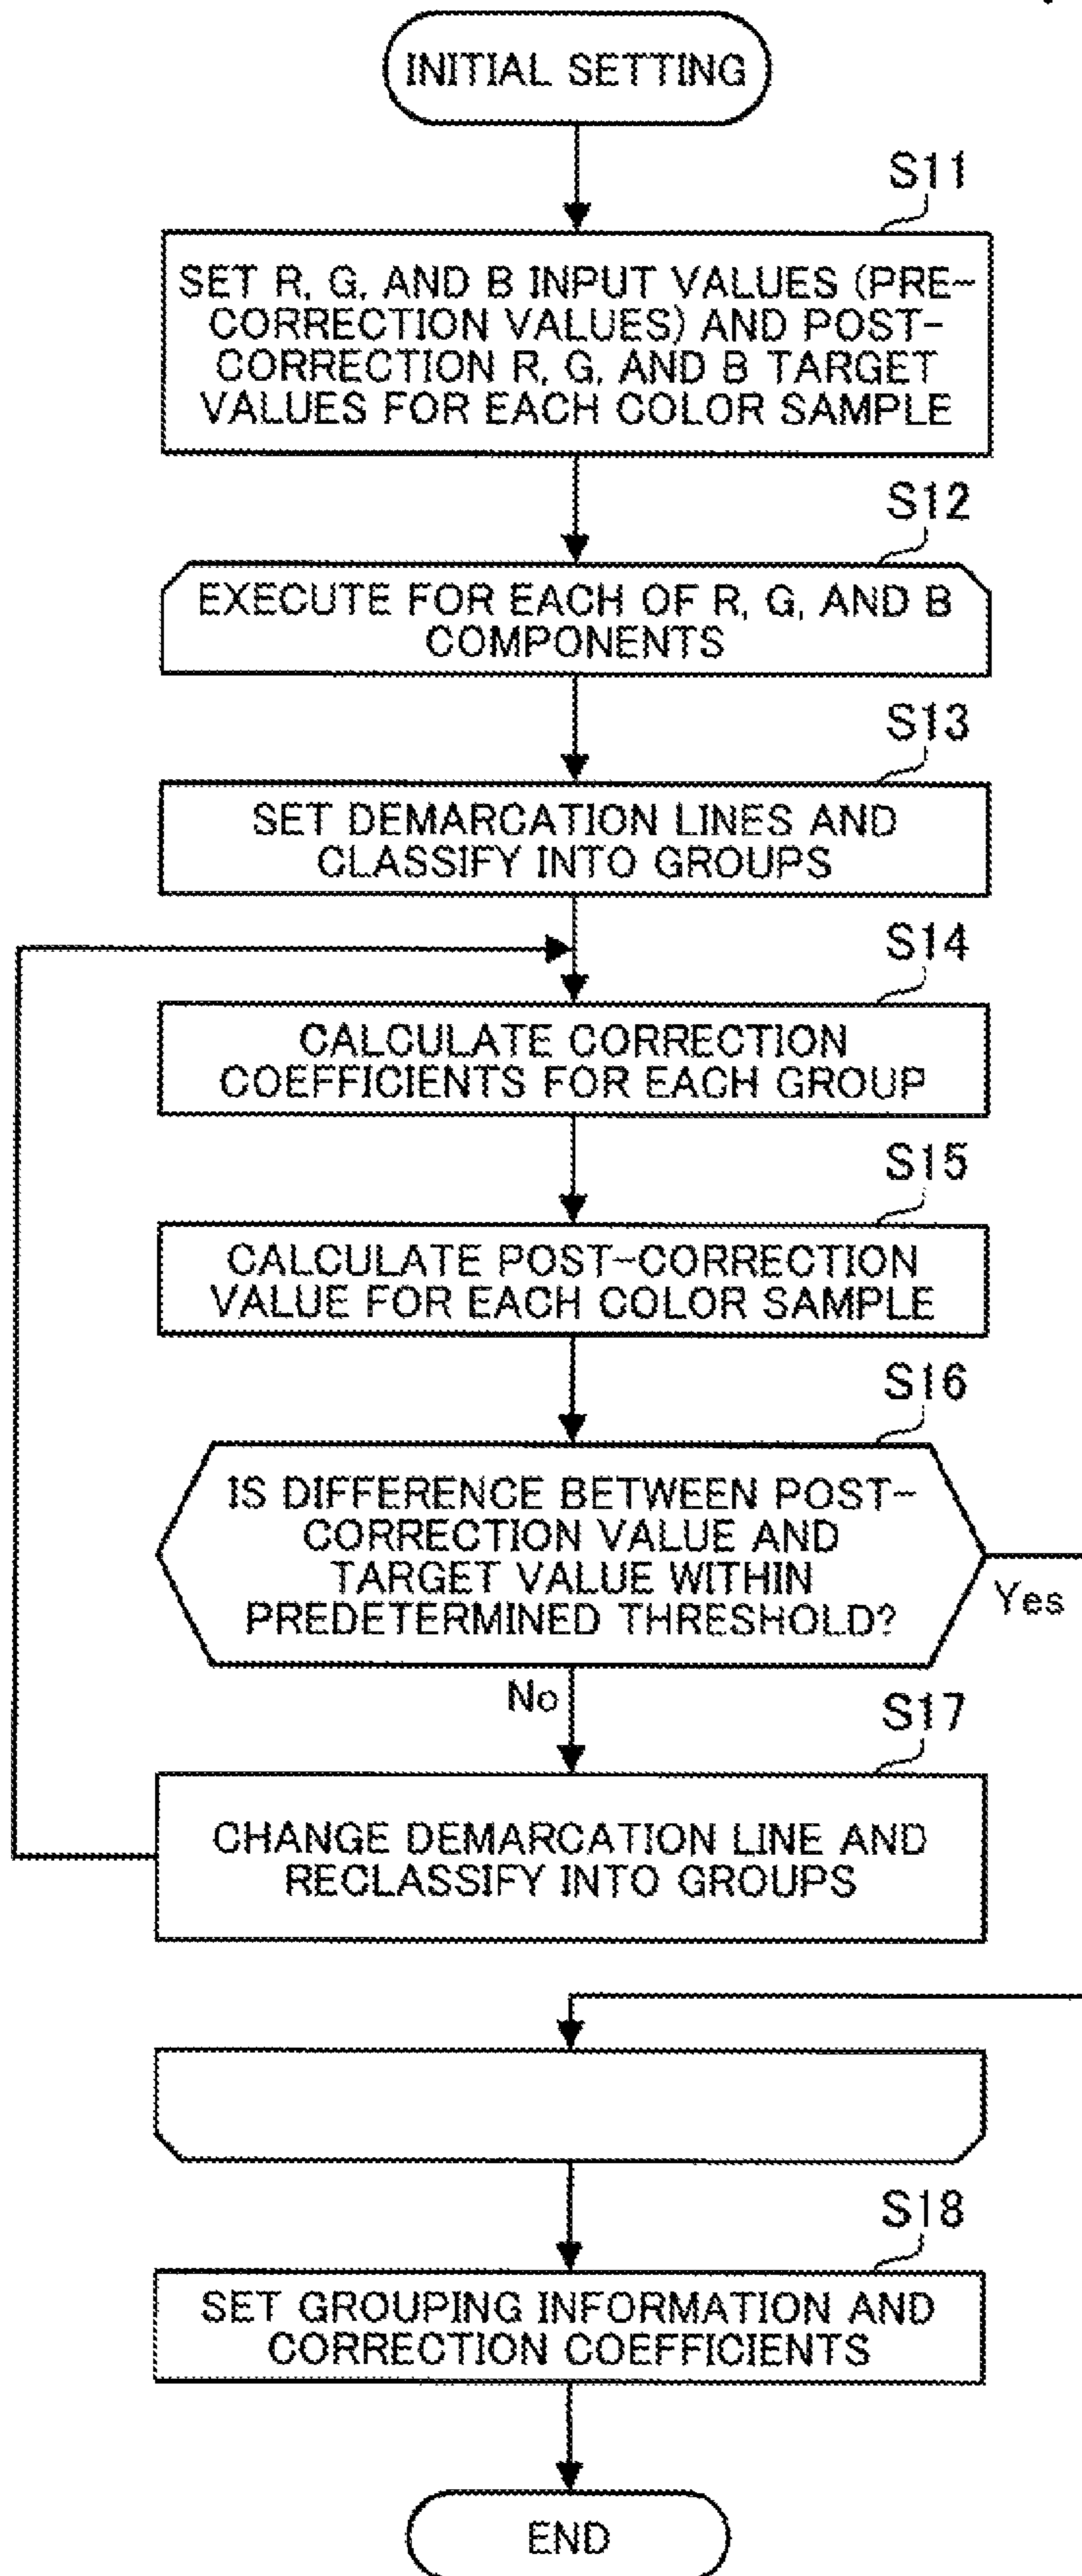 INITIAL SETTING
S11
SET R, G, AND B INPUT VALUES (PRE-
CORRECTION VALUES) AND POST-
CORRECTION R, G, AND B TARGET
VALUES FOR EACH COLOR SAMPLE
S12
EXECUTE FOR EACH OF R, G, AND B
COMPONENTS
S13
SET DEMARCATION LINES AND
CLASSIFY INTO GROUPS
S14
CALCULATE CORRECTION
COEFFICIENTS FOR EACH GROUP
S15
CALCULATE POST-CORRECTION
VALUE FOR EACH COLOR SAMPLE
S16
IS DIFFERENCE BETWEEN POST-
CORRECTION VALUE AND
TARGET VALUE WITHIN
PREDETERMINED THRESHOLD?
Yes
No
S17
CHANGE DEMARCATION LINE AND
RECLASSIFY INTO GROUPS
S18
SET GROUPING INFORMATION AND
CORRECTION COEFFICIENTS
END